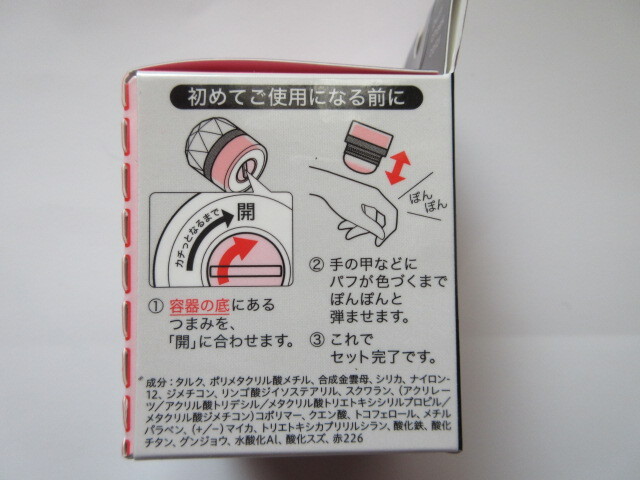 初めてご使用になる前に
開
カチっとなるまで
ぽん
ぽん
① 容器の底にある
つまみを、
「開」に合わせます。
② 手の甲などに
パフが色づくまで
ぽんぽんと
弾ませます。
③ これで
セット完了です。
*成分：タルク、ポリメタクリル酸メチル、合成金雲母、シリカ、ナイロン-
12、ジメチコン、リンゴ酸ジイソステアリル、スクワラン、（アクリレー
ツ/アクリル酸トリデシル/メタクリル酸トリエトキシシリルプロピル/
メタクリル酸ジメチコン）コポリマー、クエン酸、トコフェロール、メチル
パラベン、（+/−）マイカ、トリエトキシカプリリルシラン、酸化鉄、酸化
チタン、グンジョウ、水酸化Al、酸化スズ、赤226